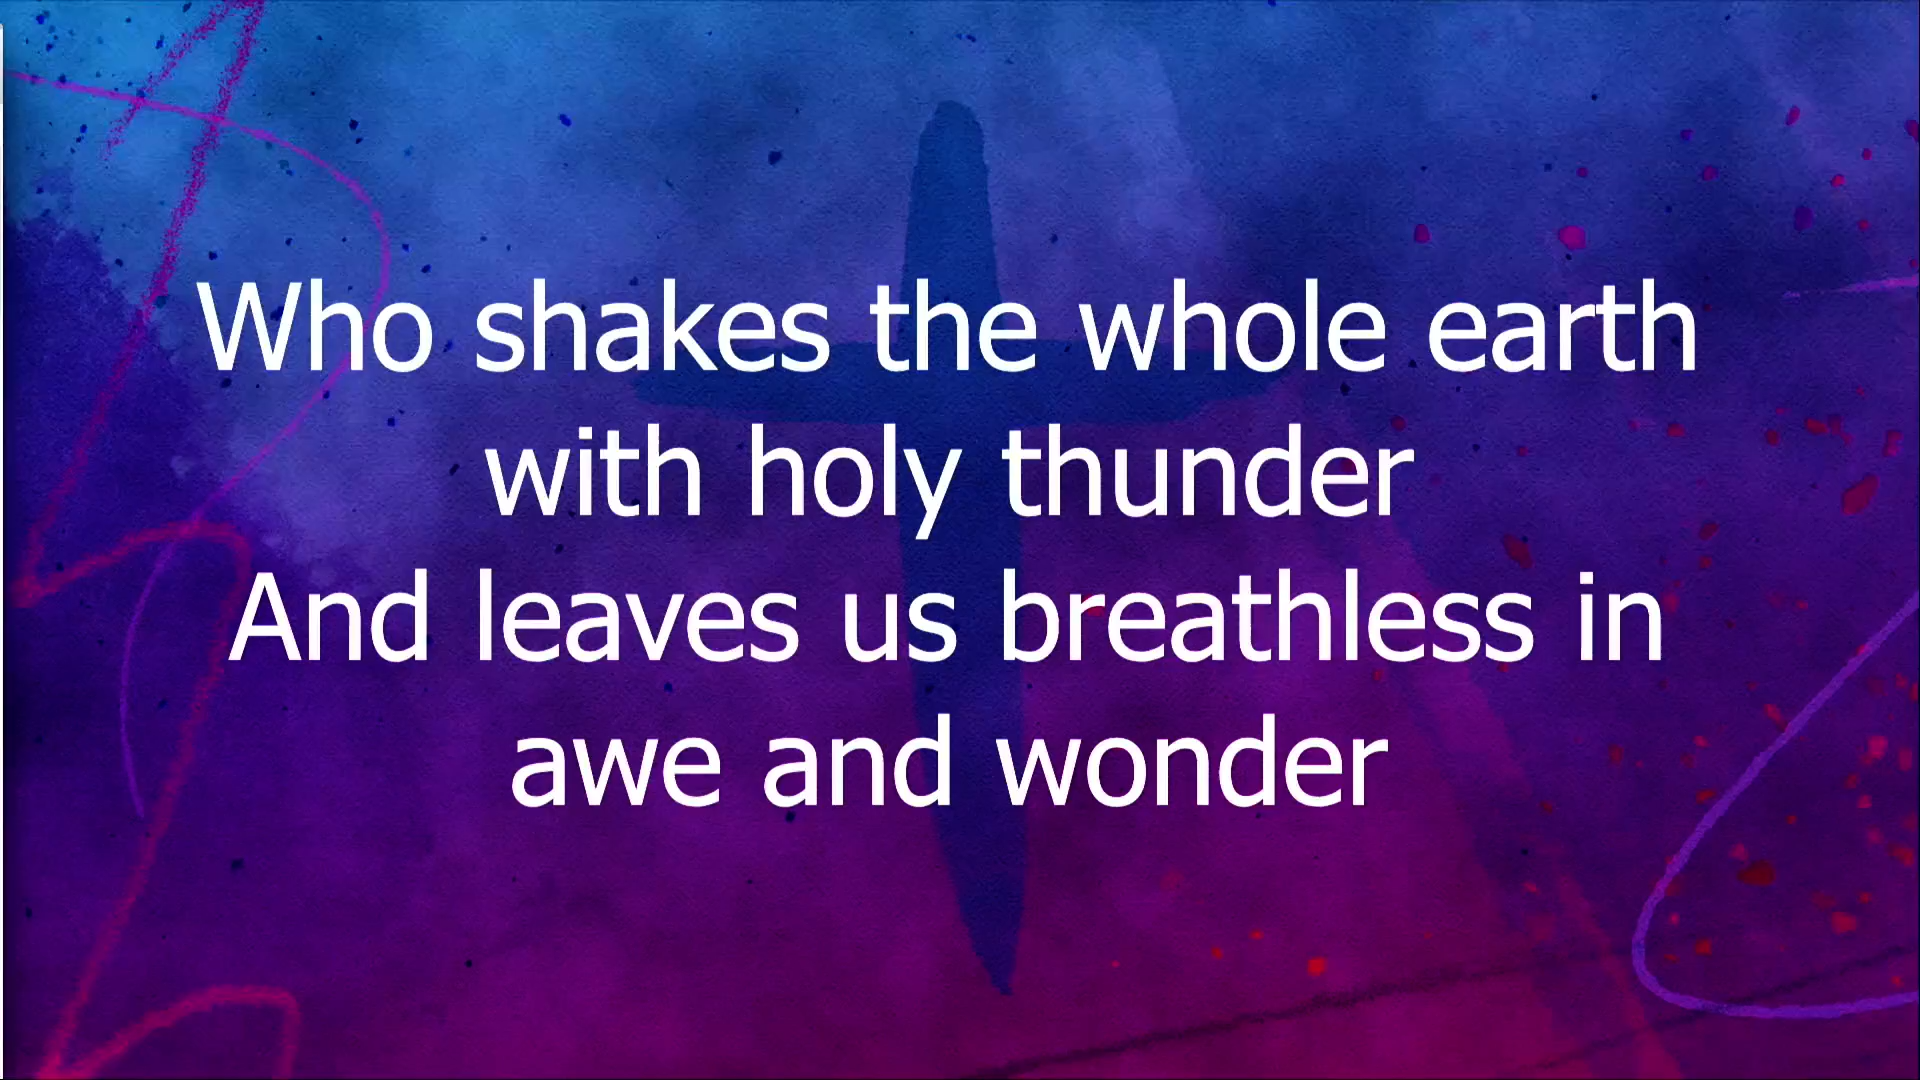 Who shakes the whole earth
with holy thunder
And leaves us breathless in
awe and wonder